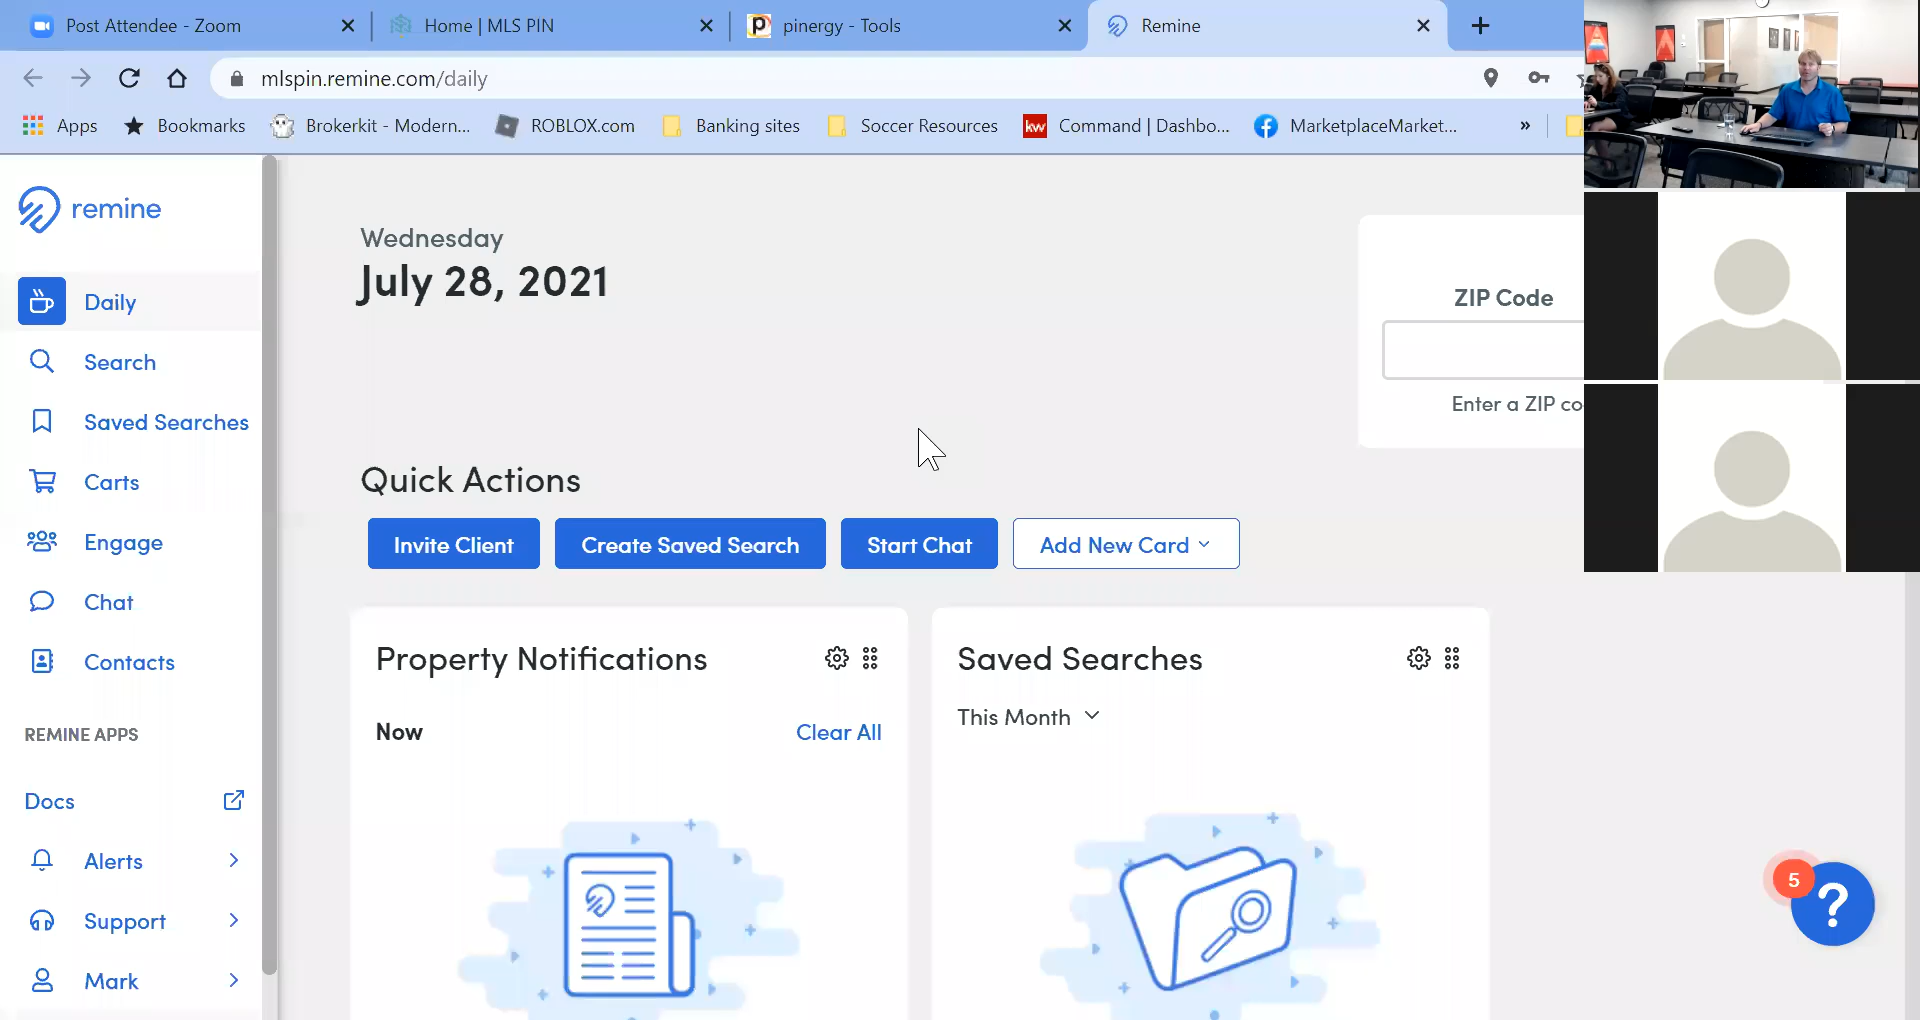 Post Attendee - Zoom
Home | MLS PIN
pinergy - Tools
Remine
mlspin.remine.com/daily
Apps
Bookmarks
Brokerkit - Modern...
ROBLOX.com
Banking sites
Soccer Resources
kw
Command | Dashbo...
MarketplaceMarket...
»
remine
Daily
Search
Saved Searches
Carts
Engage
Chat
Contacts
REMINE APPS
Docs
Alerts
Support
Mark
Wednesday
July 28, 2021
ZIP Code
Enter a ZIP co
Quick Actions
Invite Client
Create Saved Search
Start Chat
Add New Card
Property Notifications
Now
Clear All
Saved Searches
This Month
5
?